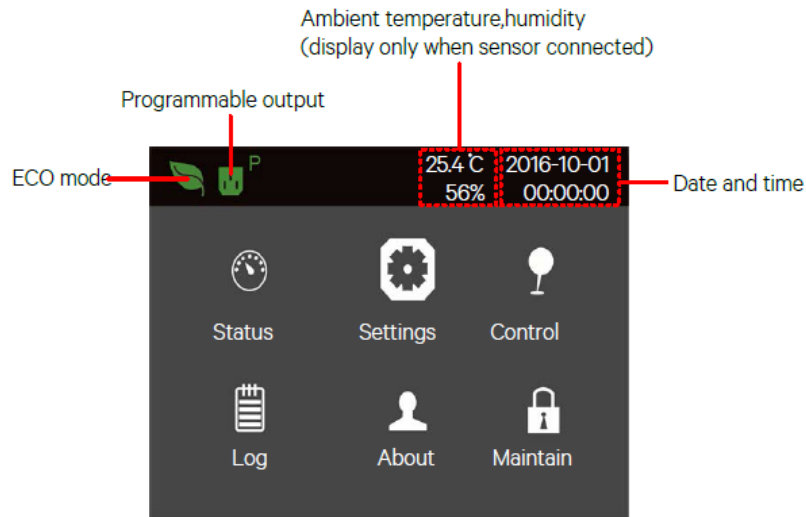 Ambient temperature,humidity
(display only when sensor connected)
Programmable output
ECO mode
P
25.4 °C 2016-10-01
56% 00:00:00
Date and time
Status Settings Control
Log About Maintain